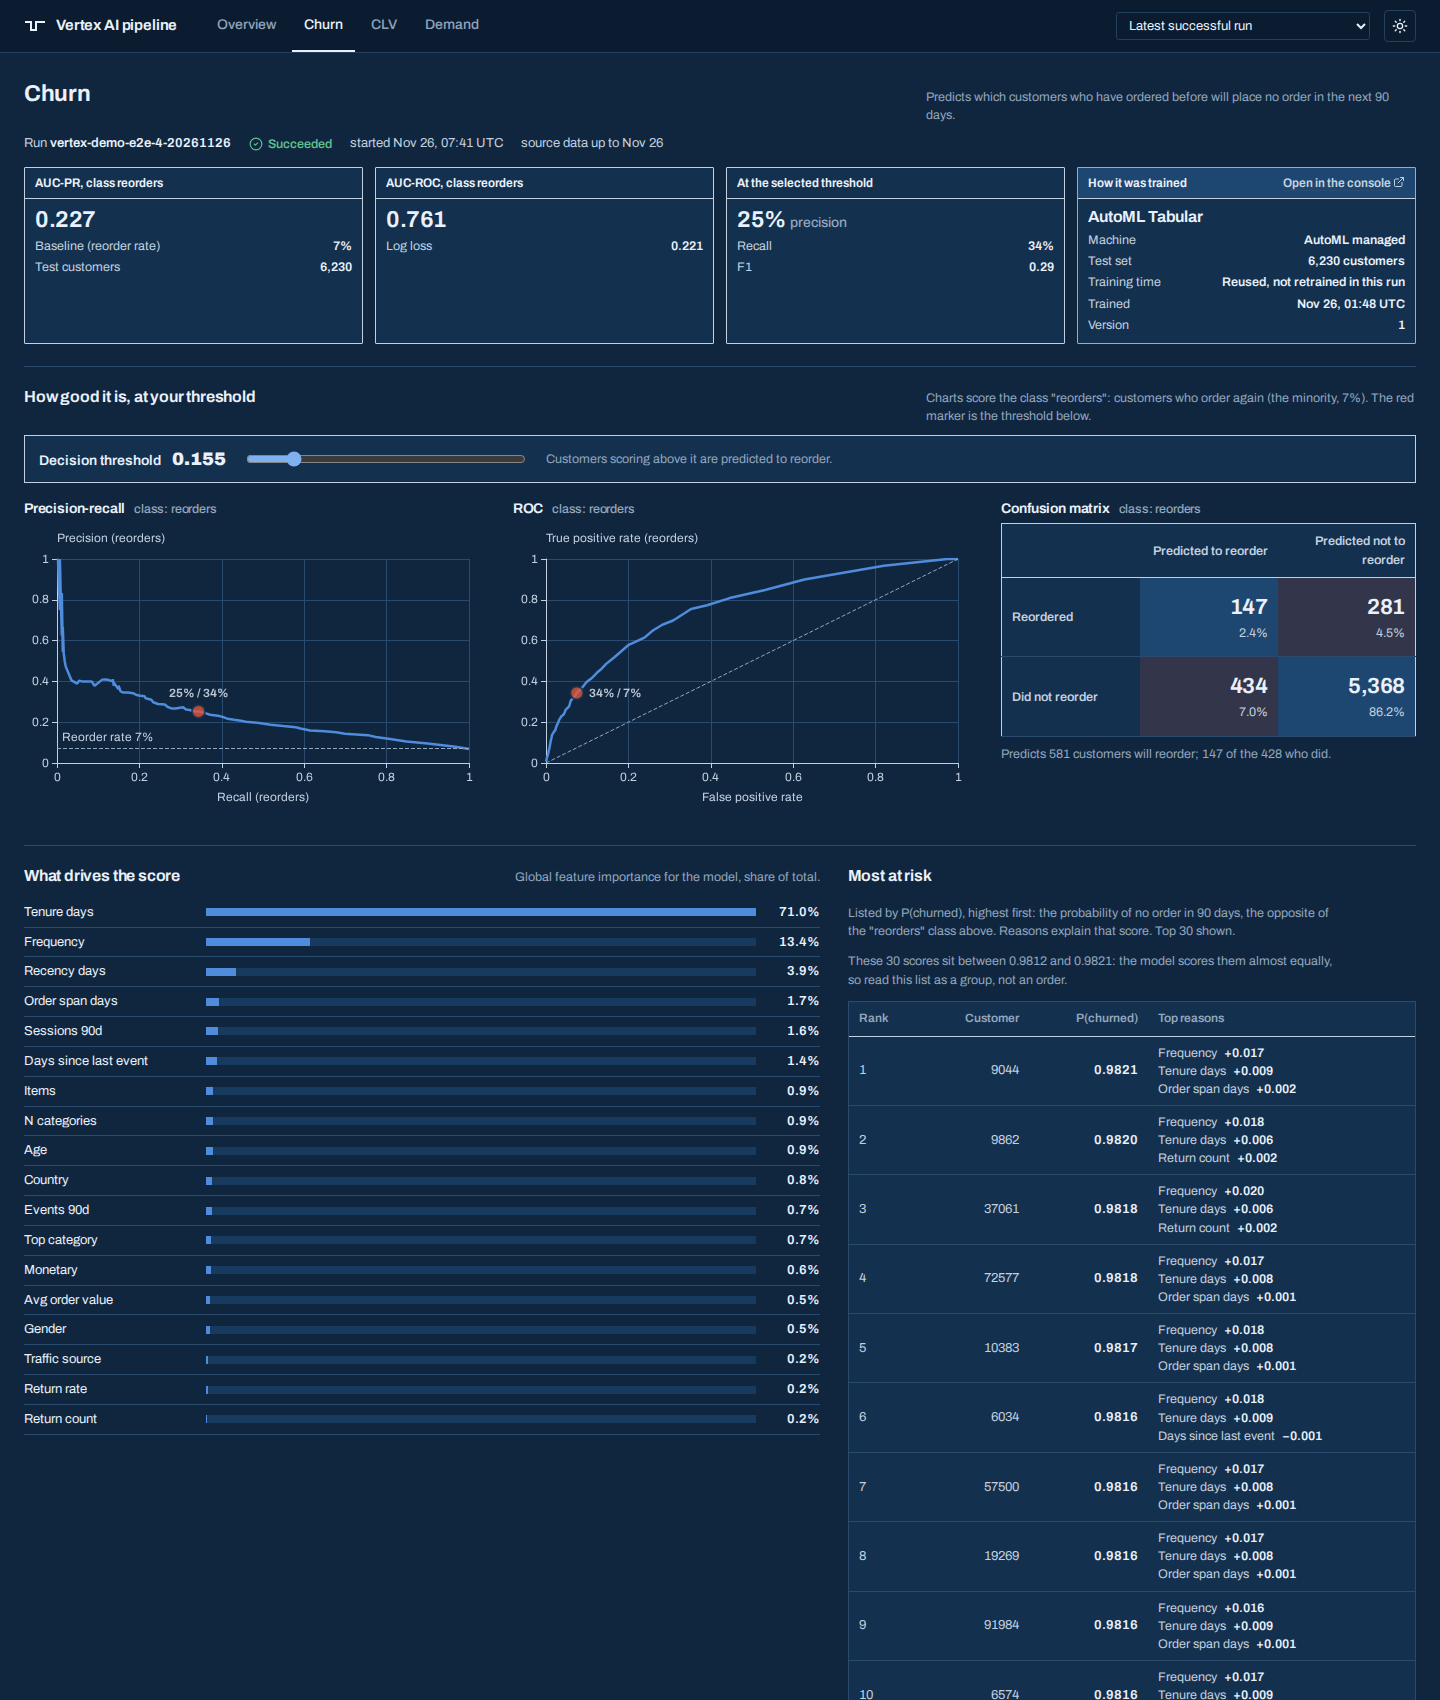 Vertex AI pipeline
Overview
Churn
CLV
Demand
Latest successful run
Churn
Predicts which customers who have ordered before will place no order in the next 90
days.
Run vertex-demo-e2e-4-20261126
Succeeded
started Nov 26, 07:41 UTC
source data up to Nov 26
AUC-PR, class reorders
0.227
Baseline (reorder rate) 7%
Test customers 6,230
AUC-ROC, class reorders
0.761
Log loss 0.221
At the selected threshold
25% precision
Recall 34%
F1 0.29
How it was trained
Open in the console
AutoML Tabular
Machine AutoML managed
Test set 6,230 customers
Training time Reused, not retrained in this run
Trained Nov 26, 01:48 UTC
Version 1
How good it is, at your threshold
Charts score the class "reorders": customers who order again (the minority, 7%). The red
marker is the threshold below.
Decision threshold 0.155
Customers scoring above it are predicted to reorder.
Precision-recall class: reorders
Precision (reorders)
1
0.8
0.6
0.4
0.2
0
25% / 34%
Reorder rate 7%
0 0.2 0.4 0.6 0.8 1
Recall (reorders)
ROC class: reorders
True positive rate (reorders)
1
0.8
0.6
0.4
0.2
0
34% / 7%
0 0.2 0.4 0.6 0.8 1
False positive rate
Confusion matrix class: reorders
Predicted to reorder
Predicted not to
reorder
Reordered
147
2.4%
281
4.5%
Did not reorder
434
7.0%
5,368
86.2%
Predicts 581 customers will reorder; 147 of the 428 who did.
What drives the score
Global feature importance for the model, share of total.
Tenure days 71.0%
Frequency 13.4%
Recency days 3.9%
Order span days 1.7%
Sessions 90d 1.6%
Days since last event 1.4%
Items 0.9%
N categories 0.9%
Age 0.9%
Country 0.8%
Events 90d 0.7%
Top category 0.7%
Monetary 0.6%
Avg order value 0.5%
Gender 0.5%
Traffic source 0.2%
Return rate 0.2%
Return count 0.2%
Most at risk
Listed by P(churned), highest first: the probability of no order in 90 days, the opposite of
the "reorders" class above. Reasons explain that score. Top 30 shown.
These 30 scores sit between 0.9812 and 0.9821: the model scores them almost equally,
so read this list as a group, not an order.
Rank Customer P(churned) Top reasons
1 9044 0.9821
Frequency +0.017
Tenure days +0.009
Order span days +0.002
2 9862 0.9820
Frequency +0.018
Tenure days +0.006
Return count +0.002
3 37061 0.9818
Frequency +0.020
Tenure days +0.006
Return count +0.002
4 72577 0.9818
Frequency +0.017
Tenure days +0.008
Order span days +0.001
5 10383 0.9817
Frequency +0.018
Tenure days +0.008
Order span days +0.001
6 6034 0.9816
Frequency +0.018
Tenure days +0.009
Days since last event −0.001
7 57500 0.9816
Frequency +0.017
Tenure days +0.008
Order span days +0.001
8 19269 0.9816
Frequency +0.017
Tenure days +0.008
Order span days +0.001
9 91984 0.9816
Frequency +0.016
Tenure days +0.009
Order span days +0.001
10 6574 0.9816
Frequency +0.017
Tenure days +0.009